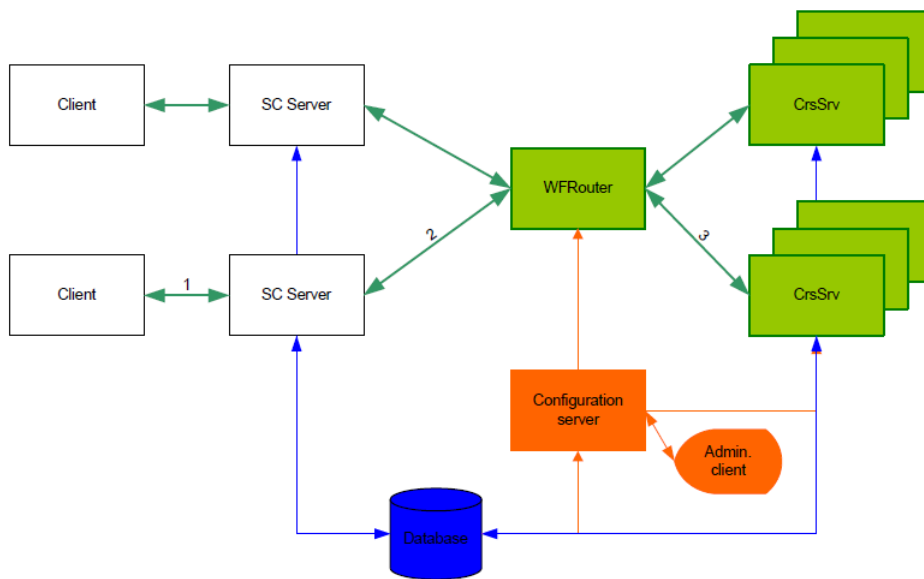 Client
SC Server
CrsSrv
WFRouter
2
3
Client
1
SC Server
CrsSrv
Configuration
server
Admin.
client
Database